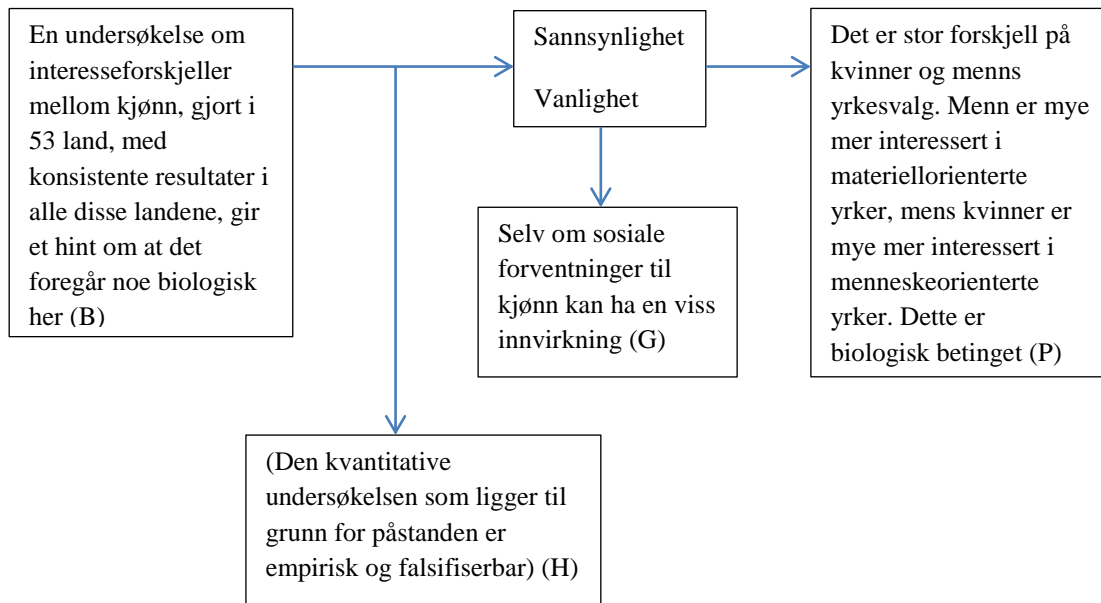 En undersøkelse om
interesseforskjeller
mellom kjønn, gjort i
53 land, med
konsistente resultater i
alle disse landene, gir
et hint om at det
foregår noe biologisk
her (B)
Sannsynlighet
Vanlighet
Det er stor forskjell på
kvinner og menns
yrkesvalg. Menn er mye
mer interessert i
materiellorienterte
yrker, mens kvinner er
mye mer interessert i
menneskeorienterte
yrker. Dette er
biologisk betinget (P)
Selv om sosiale
forventninger til
kjønn kan ha en viss
innvirkning (G)
(Den kvantitative
undersøkelsen som ligger til
grunn for påstanden er
empirisk og falsifiserbar) (H)